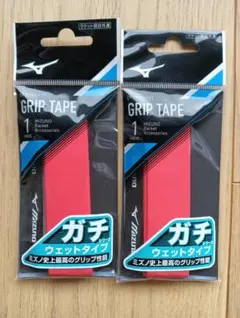 GRIP TAPE
1
MIZUNO
Racket
Accessories
Mizuno
ガチ
ウェットタイプ
ミズノ史上最高のグリップ性能
GRIP TAPE
1
MIZUNO
Racket
Accessories
Mizuno
ガチ
ウェットタイプ
ミズノ史上最高のグリップ性能